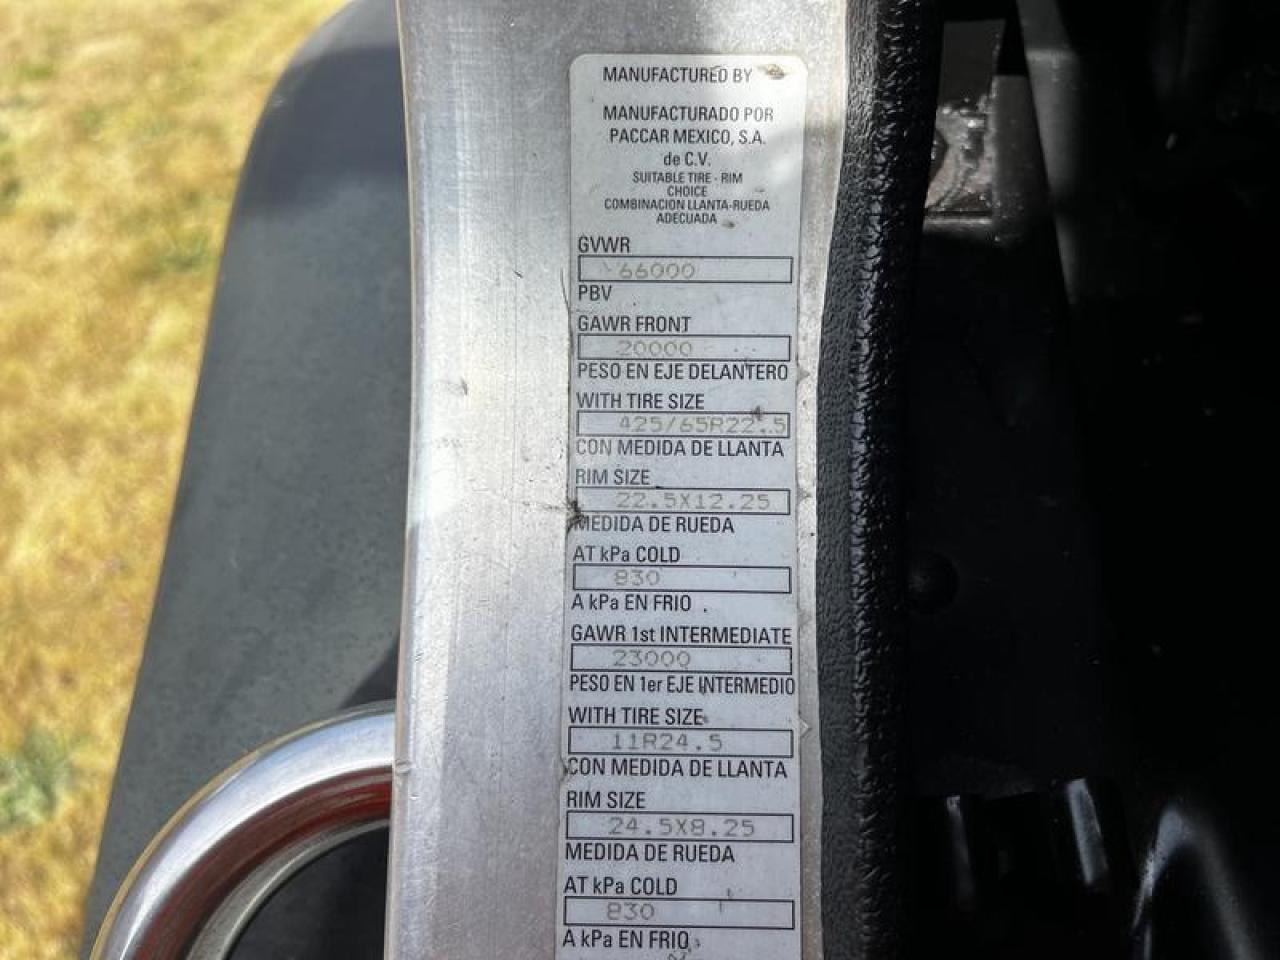 MANUFACTURED BY
MANUFACTURADO POR
PACCAR MEXICO, S.A.
de C.V.
SUITABLE TIRE - RIM
CHOICE
COMBINACION LLANTA-RUEDA
ADECUADA
GVWR
66000
PBV
GAWR FRONT
20000
PESO EN EJE DELANTERO
WITH TIRE SIZE
425/65R22.5
CON MEDIDA DE LLANTA
RIM SIZE
22.5X12.25
MEDIDA DE RUEDA
AT kPa COLD
830
A kPa EN FRIO
GAWR 1st INTERMEDIATE
23000
PESO EN 1er EJE INTERMEDIO
WITH TIRE SIZE
11R24.5
CON MEDIDA DE LLANTA
RIM SIZE
24.5X8.25
MEDIDA DE RUEDA
AT kPa COLD
830
A kPa EN FRIO